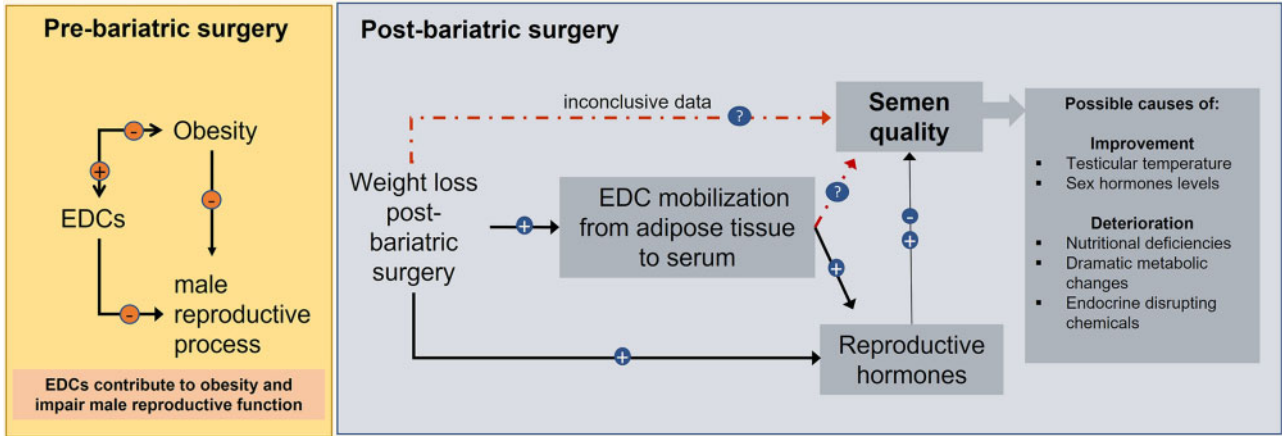 Pre-bariatric surgery
-
Obesity
+
-
EDCs
-
male
reproductive
process
EDCs contribute to obesity and
impair male reproductive function
Post-bariatric surgery
inconclusive data
?
Semen
quality
Weight loss
post-
bariatric
surgery
+
EDC mobilization
from adipose tissue
to serum
?
+
-
+
+
Reproductive
hormones
Possible causes of:
Improvement
▪ Testicular temperature
▪ Sex hormones levels
Deterioration
▪ Nutritional deficiencies
▪ Dramatic metabolic
changes
▪ Endocrine disrupting
chemicals